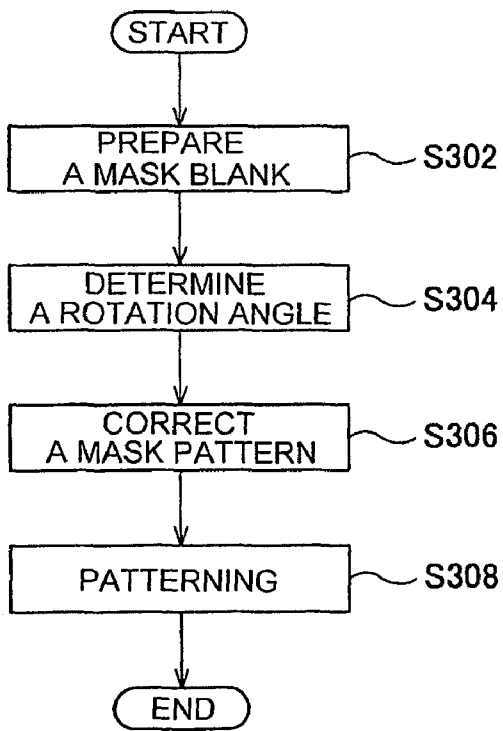 START
PREPARE
A MASK BLANK
S302
DETERMINE
A ROTATION ANGLE
S304
CORRECT
A MASK PATTERN
S306
PATTERNING
S308
END